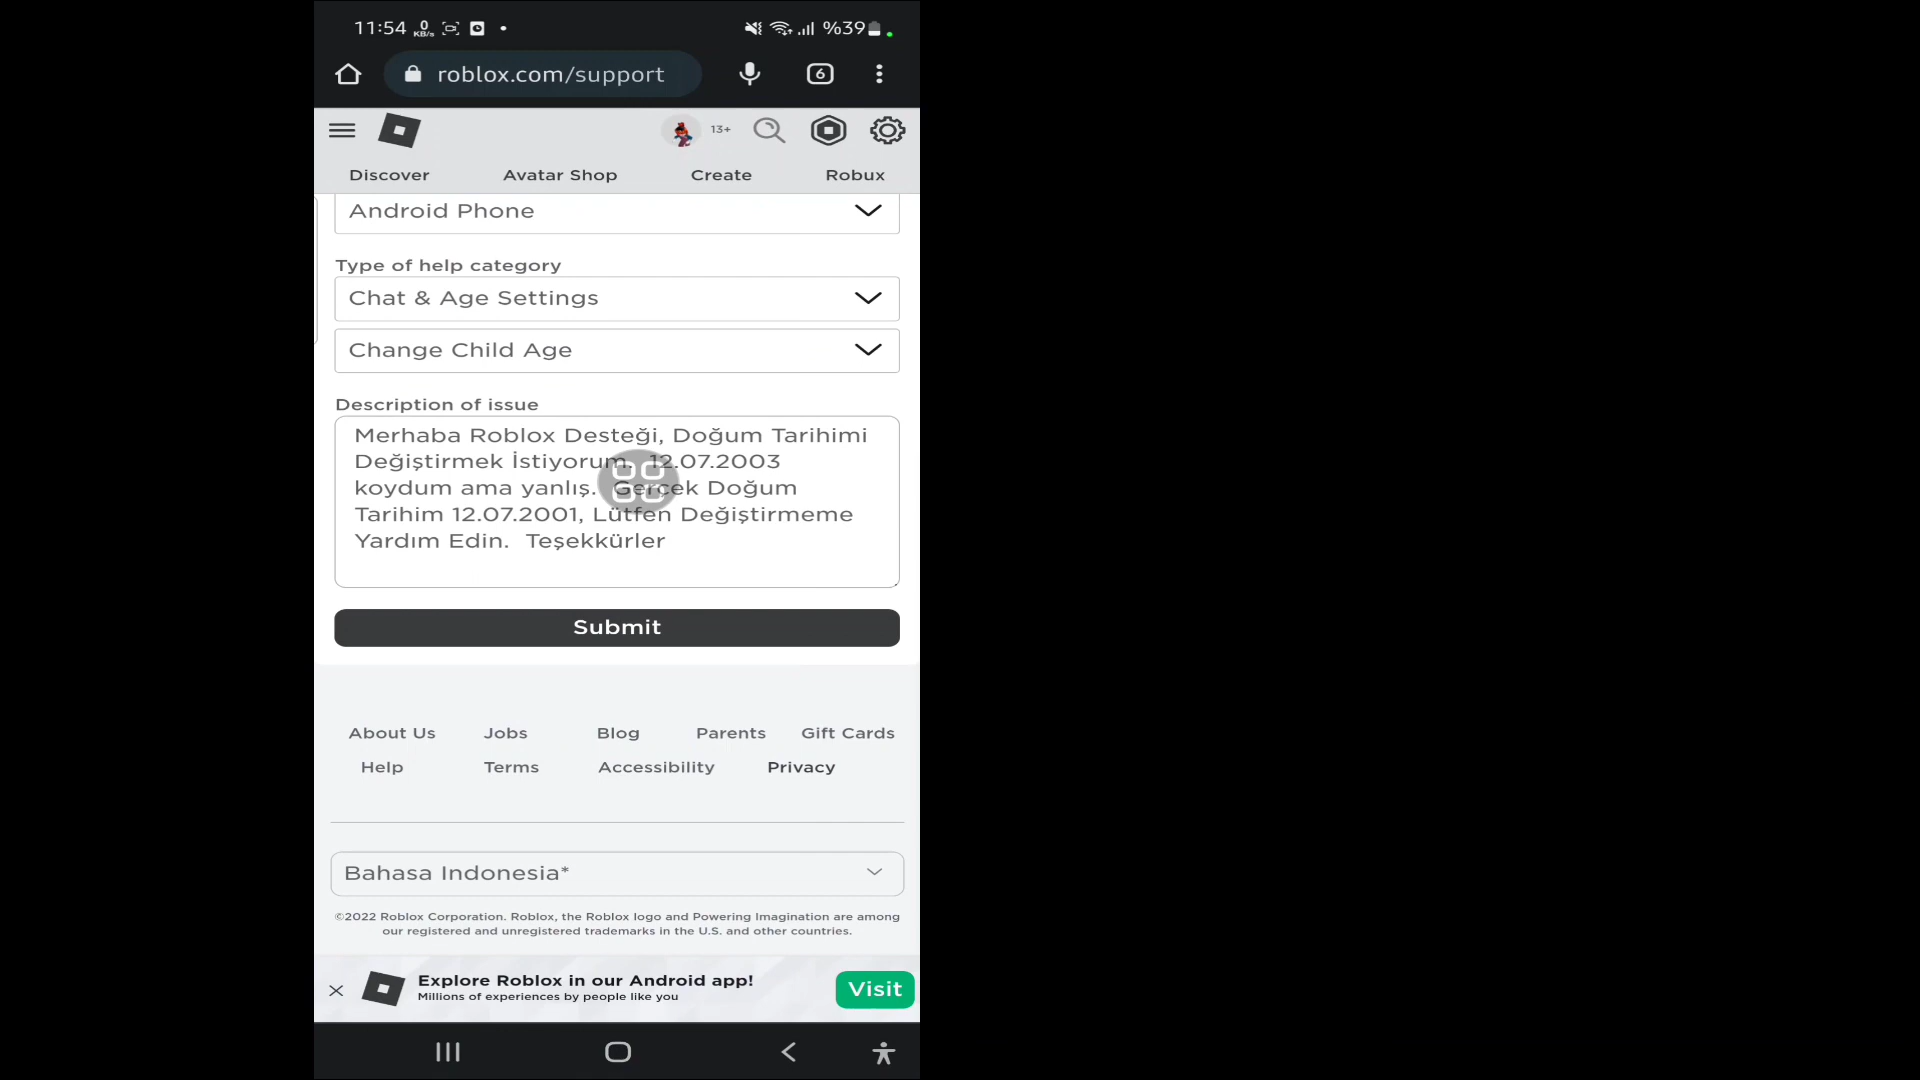 11:54 0 KB/s %39
roblox.com/support 6
13+
Discover Avatar Shop Create Robux
Android Phone
Type of help category
Chat & Age Settings
Change Child Age
Description of issue
Merhaba Roblox Desteği, Doğum Tarihimi
Değiştirmek İstiyorum. 12.07.2003
koydum ama yanlış. Gerçek Doğum
Tarihim 12.07.2001, Lütfen Değiştirmeme
Yardım Edin. Teşekkürler
Submit
About Us Jobs Blog Parents Gift Cards
Help Terms Accessibility Privacy
Bahasa Indonesia*
©2022 Roblox Corporation. Roblox, the Roblox logo and Powering Imagination are among
our registered and unregistered trademarks in the U.S. and other countries.
Explore Roblox in our Android app!
Millions of experiences by people like you
Visit